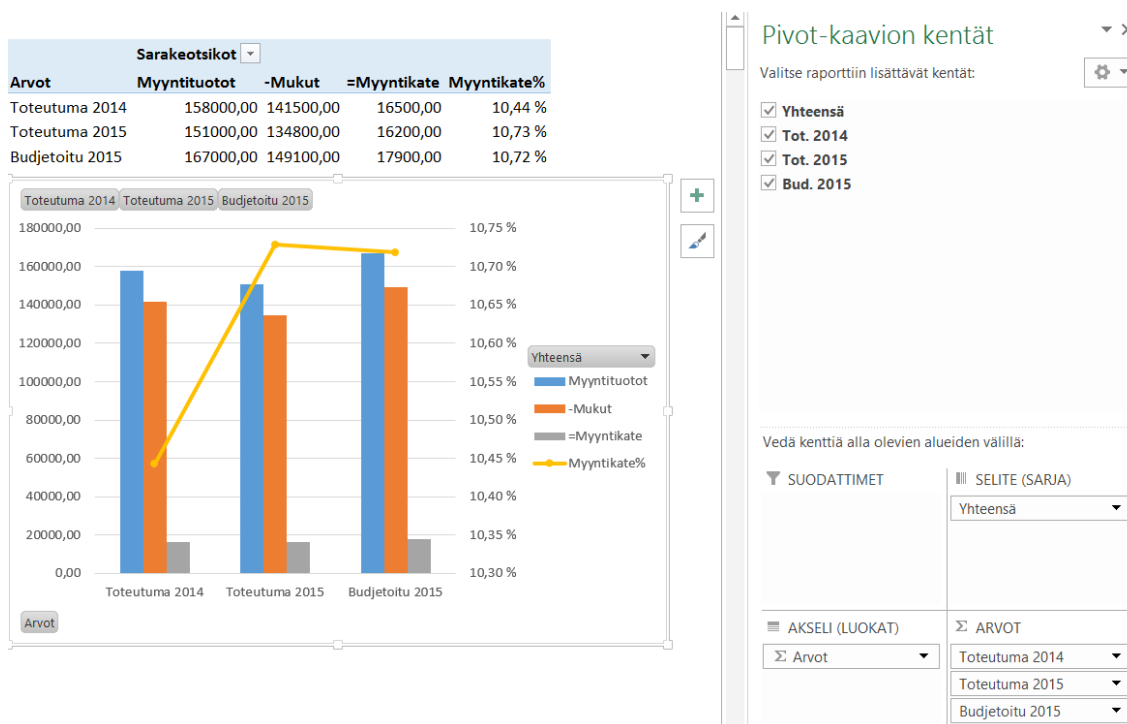 Sarakeotsikot
Arvot Myyntituotot -Mukut =Myyntikate Myyntikate%
Toteutuma 2014 158000,00 141500,00 16500,00 10,44 %
Toteutuma 2015 151000,00 134800,00 16200,00 10,73 %
Budjetoitu 2015 167000,00 149100,00 17900,00 10,72 %
Toteutuma 2014 Toteutuma 2015 Budjetoitu 2015
180000,00 10,75 %
160000,00 10,70 %
140000,00 10,65 %
120000,00 10,60 %
100000,00 10,55 %
80000,00 10,50 %
60000,00 10,45 %
40000,00 10,40 %
20000,00 10,35 %
0,00 10,30 %
Toteutuma 2014 Toteutuma 2015 Budjetoitu 2015
Yhteensä
Myyntituotot
-Mukut
=Myyntikate
Myyntikate%
Arvot
Pivot-kaavion kentät
Valitse raporttiin lisättävät kentät:
Yhteensä
Tot. 2014
Tot. 2015
Bud. 2015
Vedä kenttiä alla olevien alueiden välillä:
SUODATTIMET
SELITE (SARJA)
Yhteensä
AKSELI (LUOKAT)
Σ Arvot
Σ ARVOT
Toteutuma 2014
Toteutuma 2015
Budjetoitu 2015